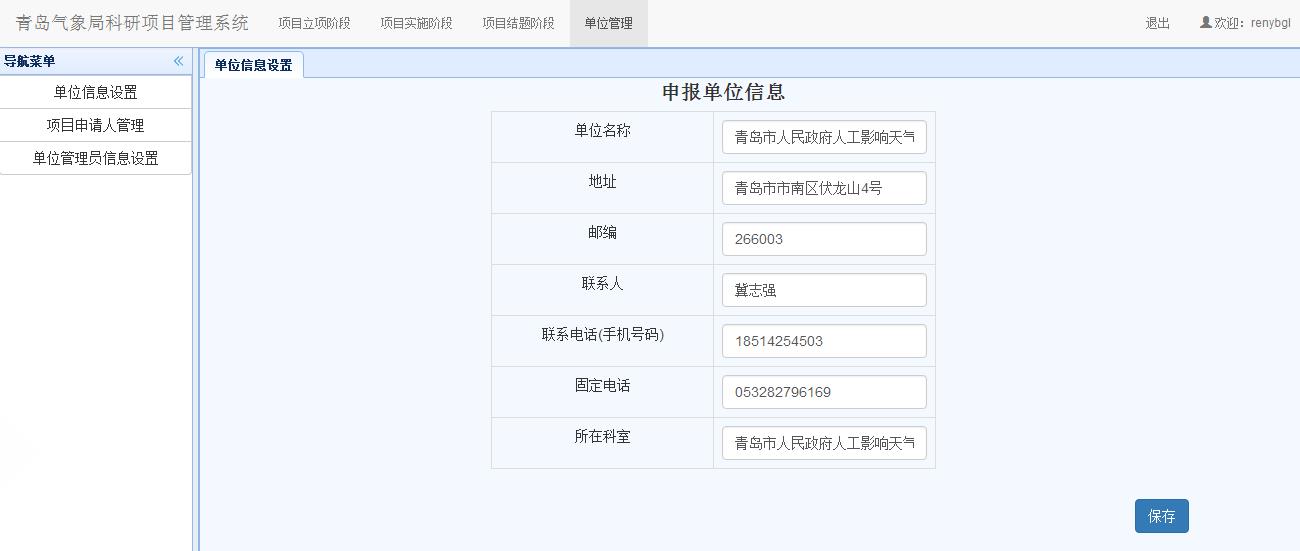 青岛气象局科研项目管理系统 项目立项阶段 项目实施阶段 项目结题阶段 单位管理 退出 欢迎：renybgl
导航菜单
单位信息设置
项目申请人管理
单位管理员信息设置
单位信息设置
申报单位信息
单位名称 青岛市人民政府人工影响天气
地址 青岛市市南区伏龙山4号
邮编 266003
联系人 冀志强
联系电话(手机号码) 18514254503
固定电话 053282796169
所在科室 青岛市人民政府人工影响天气
保存